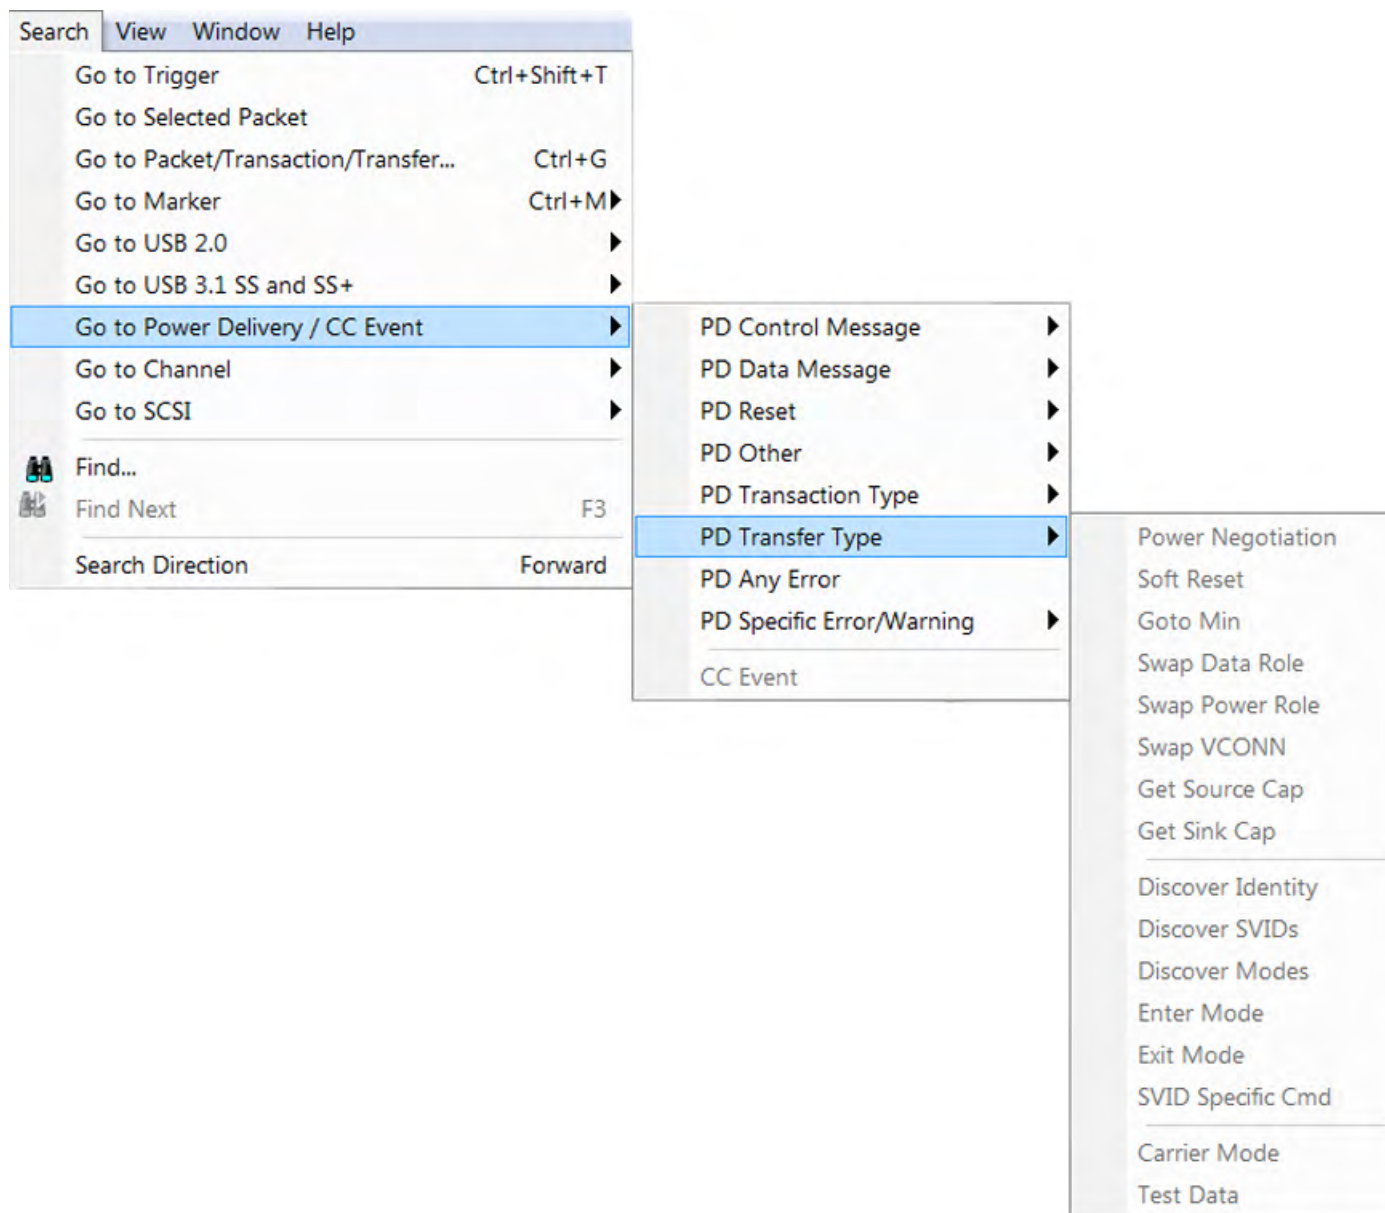 Search View Window Help
Go to Trigger Ctrl+Shift+T
Go to Selected Packet
Go to Packet/Transaction/Transfer... Ctrl+G
Go to Marker Ctrl+M
Go to USB 2.0
Go to USB 3.1 SS and SS+
Go to Power Delivery / CC Event
Go to Channel
Go to SCSI
Find...
Find Next F3
Search Direction Forward
PD Control Message
PD Data Message
PD Reset
PD Other
PD Transaction Type
PD Transfer Type
PD Any Error
PD Specific Error/Warning
CC Event
Power Negotiation
Soft Reset
Goto Min
Swap Data Role
Swap Power Role
Swap VCONN
Get Source Cap
Get Sink Cap
Discover Identity
Discover SVIDs
Discover Modes
Enter Mode
Exit Mode
SVID Specific Cmd
Carrier Mode
Test Data